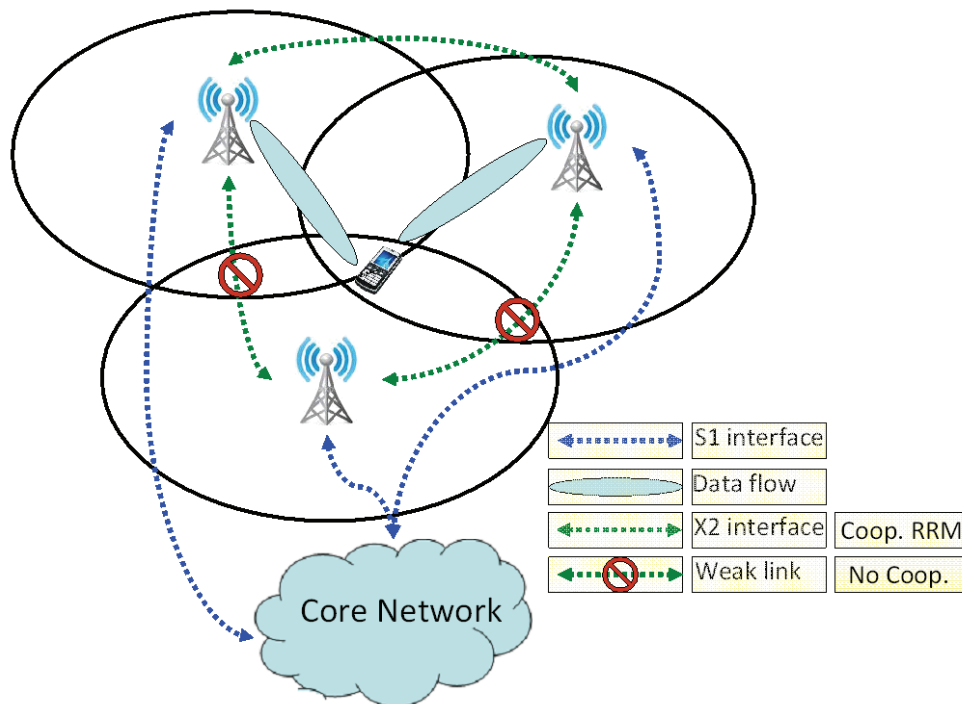 S1 interface
Data flow
X2 interface
Coop. RRM
Weak link
No Coop.
Core Network